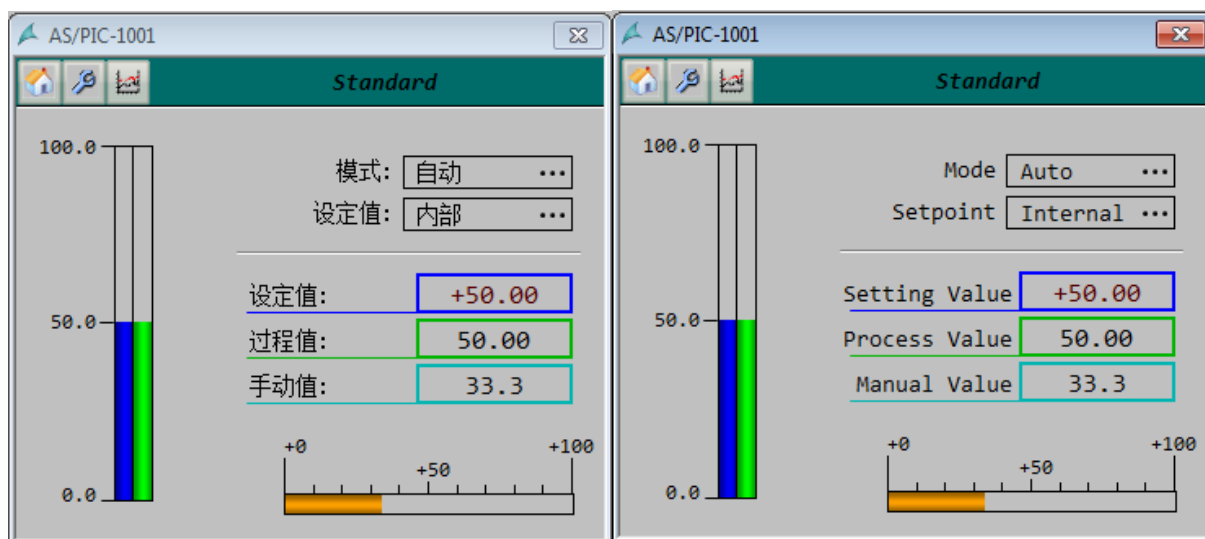 AS/PIC-1001
Standard
100.0
模式: 自动 ...
设定值: 内部 ...
设定值: +50.00
50.0
过程值: 50.00
手动值: 33.3
+0 +100
+50
0.0
AS/PIC-1001
Standard
100.0
Mode Auto ...
Setpoint Internal ...
Setting Value +50.00
50.0
Process Value 50.00
Manual Value 33.3
+0 +100
+50
0.0